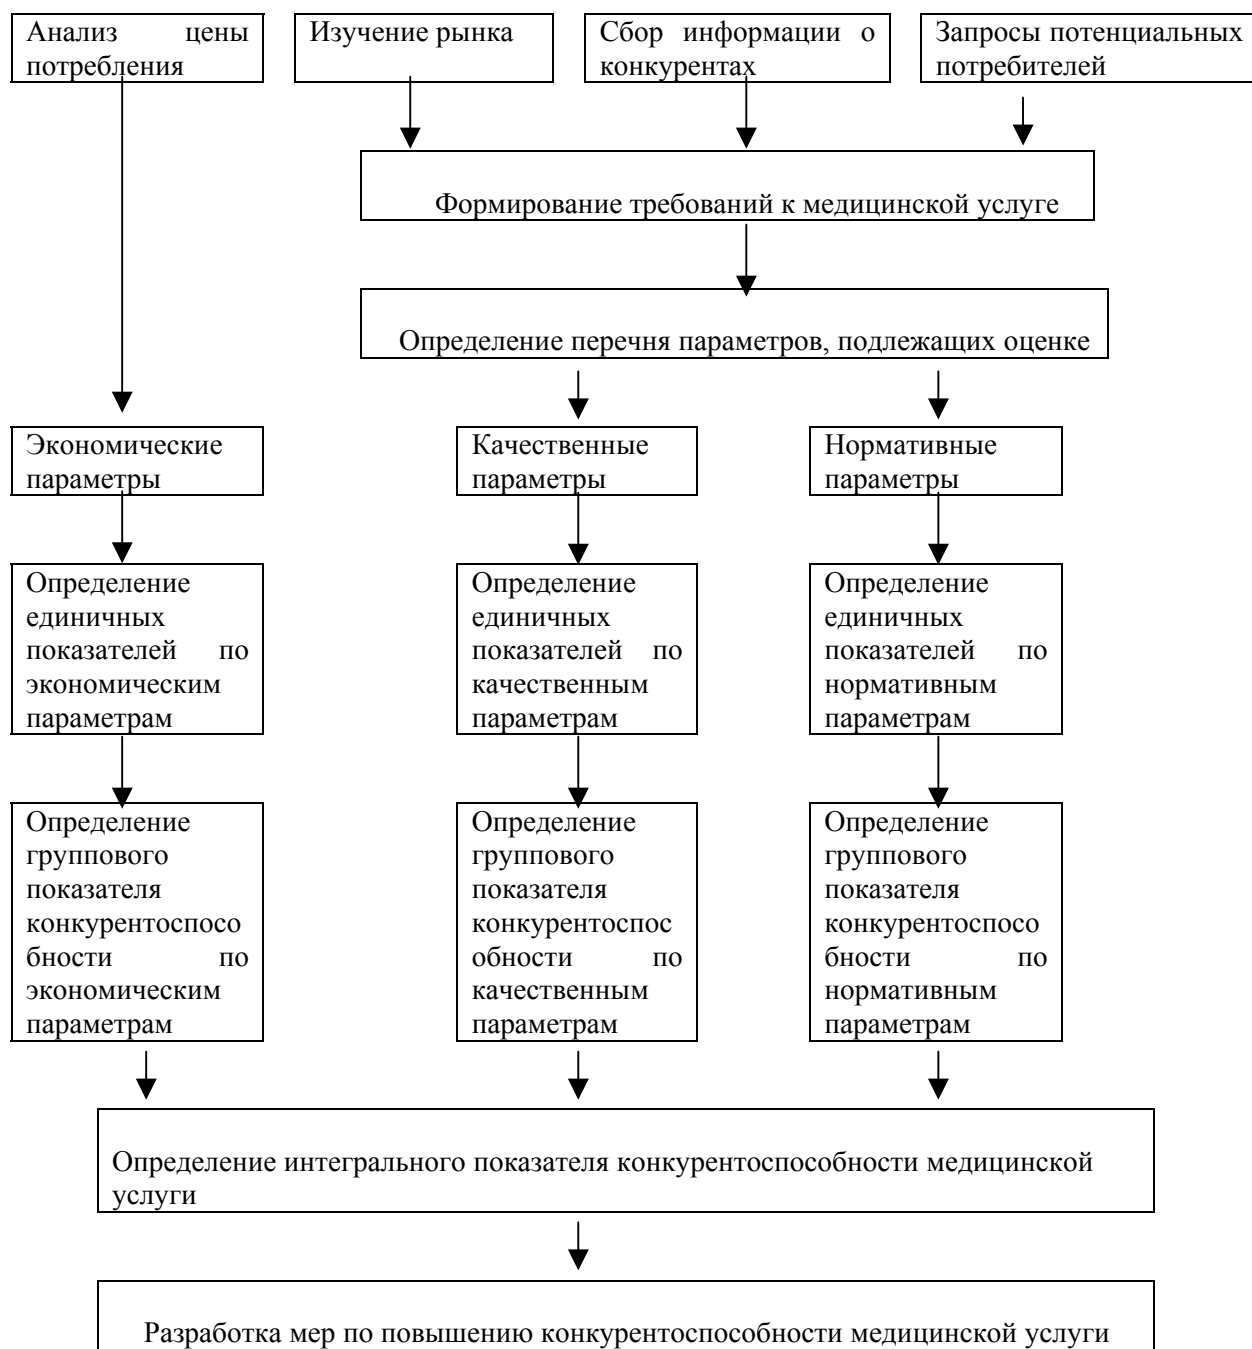 Анализ цены
потребления
Изучение рынка
Сбор информации о
конкурентах
Запросы потенциальных
потребителей
Формирование требований к медицинской услуге
Определение перечня параметров, подлежащих оценке
Экономические
параметры
Качественные
параметры
Нормативные
параметры
Определение
единичных
показателей по
экономическим
параметрам
Определение
единичных
показателей по
качественным
параметрам
Определение
единичных
показателей по
нормативным
параметрам
Определение
группового
показателя
конкурентоспосо
бности по
экономическим
параметрам
Определение
группового
показателя
конкурентоспос
обности по
качественным
параметрам
Определение
группового
показателя
конкурентоспосо
бности по
нормативным
параметрам
Определение интегрального показателя конкурентоспособности медицинской
услуги
Разработка мер по повышению конкурентоспособности медицинской услуги